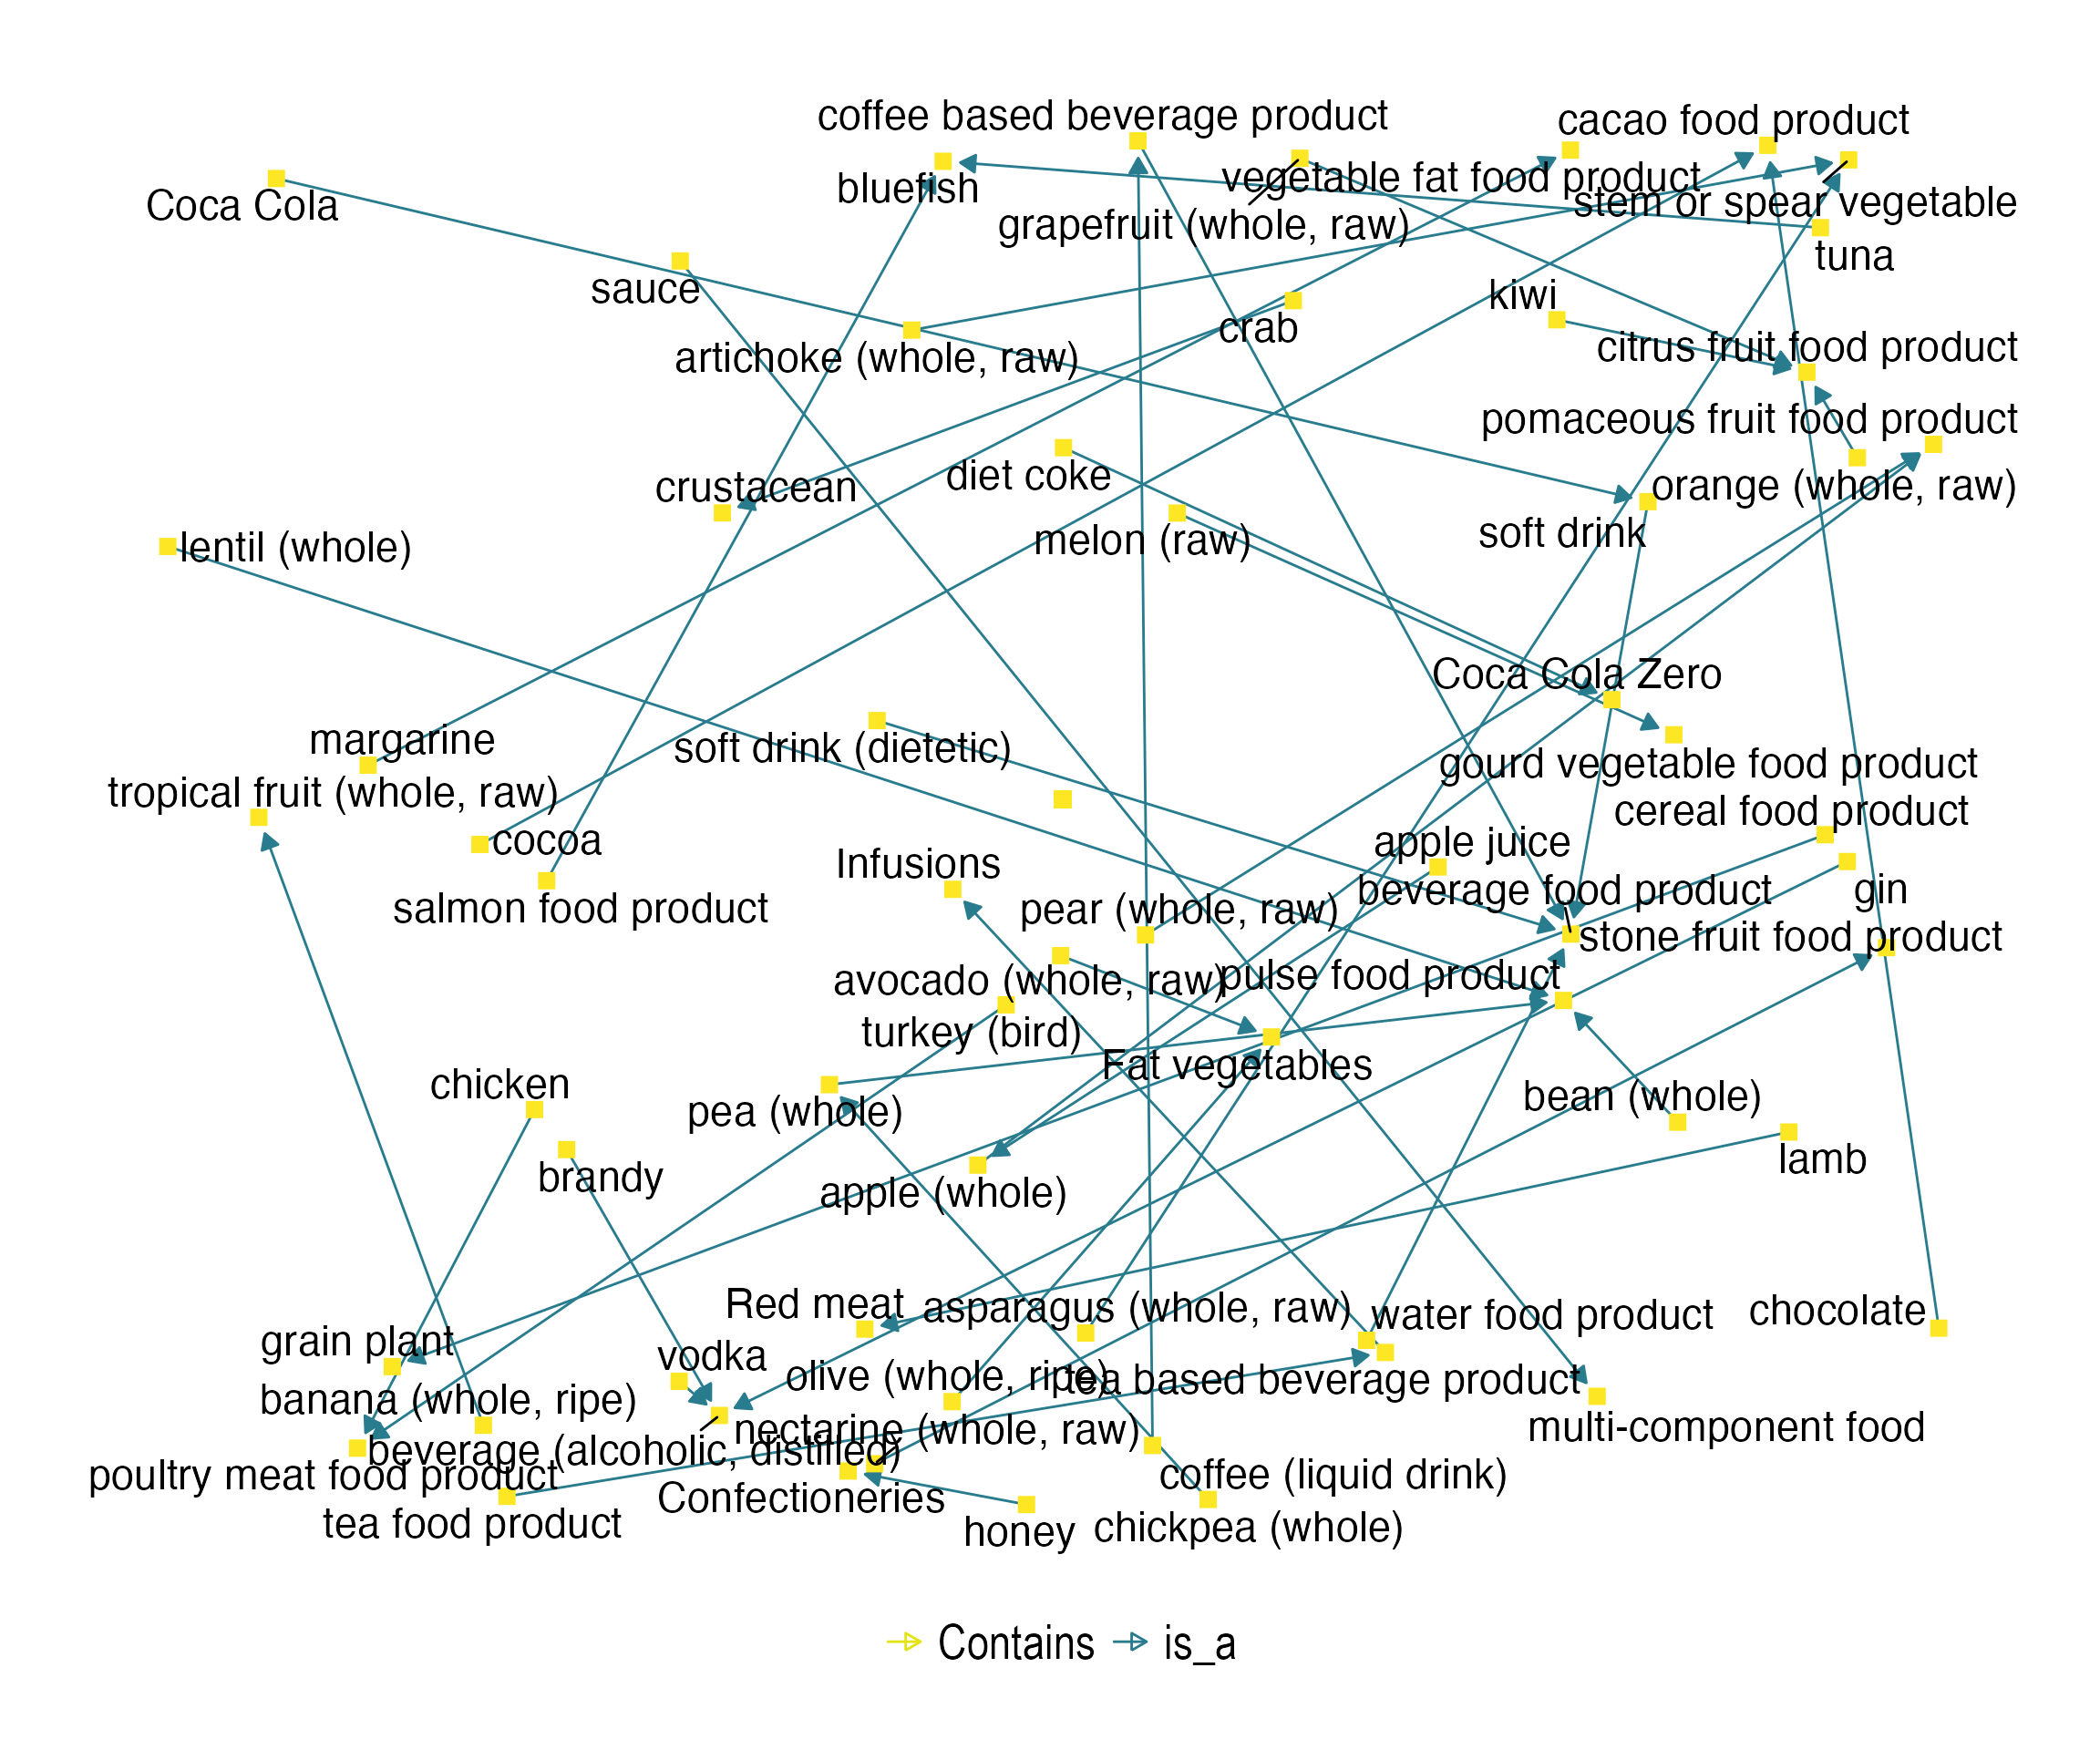 coffee based beverage product
cacao food product
bluefish
vegetable fat food product
Coca Cola
stem or spear vegetable
grapefruit (whole, raw)
tuna
sauce
kiwi
crab
artichoke (whole, raw)
citrus fruit food product
pomaceous fruit food product
diet coke
crustacean
orange (whole, raw)
soft drink
melon (raw)
lentil (whole)
Coca Cola Zero
margarine
soft drink (dietetic)
gourd vegetable food product
tropical fruit (whole, raw)
cereal food product
cocoa
apple juice
Infusions
beverage food product
gin
salmon food product
pear (whole, raw)
stone fruit food product
avocado (whole, raw)
pulse food product
turkey (bird)
Fat vegetables
chicken
bean (whole)
pea (whole)
lamb
brandy
apple (whole)
Red meat
asparagus (whole, raw)
water food product
chocolate
grain plant
vodka
olive (whole, ripe)
tea based beverage product
banana (whole, ripe)
nectarine (whole, raw)
multi-component food
beverage (alcoholic, distilled)
poultry meat food product
coffee (liquid drink)
Confectioneries
tea food product
honey
chickpea (whole)
Contains
is_a